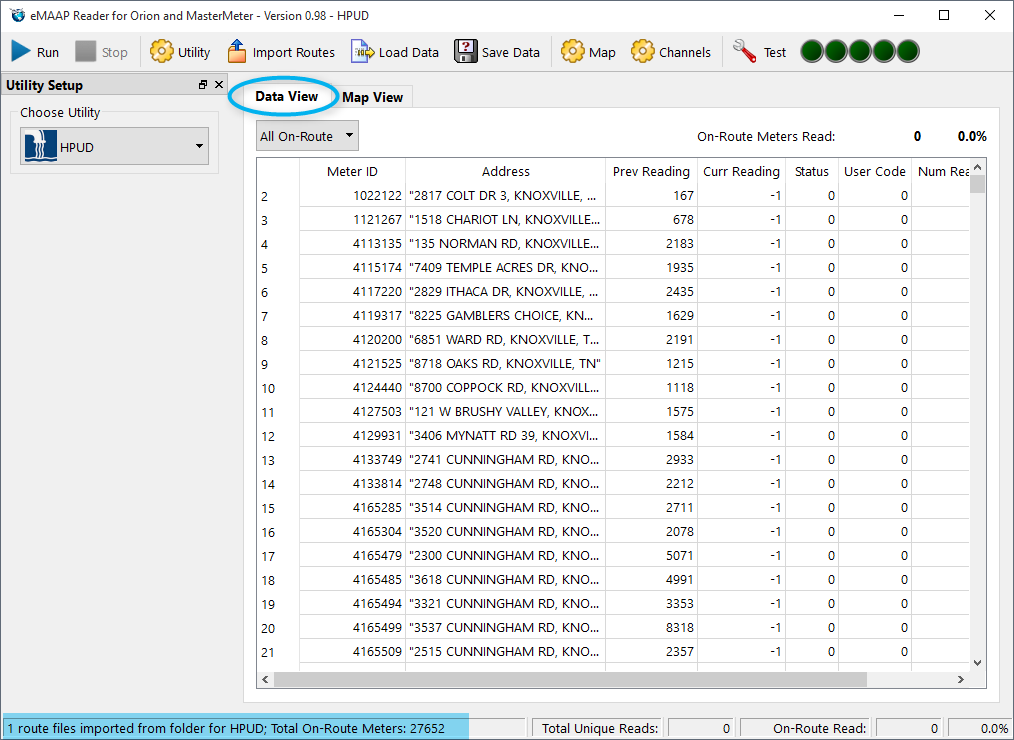 eMAAP Reader for Orion and MasterMeter - Version 0.98 - HPUD
Run Stop Utility Import Routes Load Data Save Data Map Channels Test
Utility Setup
Choose Utility
HPUD
Data View Map View
All On-Route On-Route Meters Read: 0 0.0%
Meter ID Address Prev Reading Curr Reading Status User Code Num Rea
2 1022122 "2817 COLT DR 3, KNOXVILLE, ... 167 -1 0 0
3 1121267 "1518 CHARIOT LN, KNOXVILLE... 678 -1 0 0
4 4113135 "135 NORMAN RD, KNOXVILLE... 2183 -1 0 0
5 4115174 "7409 TEMPLE ACRES DR, KNO... 1935 -1 0 0
6 4117220 "2829 ITHACA DR, KNOXVILLE, ... 2435 -1 0 0
7 4119317 "8225 GAMBLERS CHOICE, KN... 1629 -1 0 0
8 4120200 "6851 WARD RD, KNOXVILLE, T... 2191 -1 0 0
9 4121525 "8718 OAKS RD, KNOXVILLE, TN" 1215 -1 0 0
10 4124440 "8700 COPPOCK RD, KNOXVILL... 1118 -1 0 0
11 4127503 "121 W BRUSHY VALLEY, KNOX... 1575 -1 0 0
12 4129931 "3406 MYNATT RD 39, KNOXVI... 1584 -1 0 0
13 4133749 "2741 CUNNINGHAM RD, KNO... 2933 -1 0 0
14 4133814 "2748 CUNNINGHAM RD, KNO... 2212 -1 0 0
15 4165285 "3514 CUNNINGHAM RD, KNO... 2711 -1 0 0
16 4165304 "3520 CUNNINGHAM RD, KNO... 2078 -1 0 0
17 4165479 "2300 CUNNINGHAM RD, KNO... 5071 -1 0 0
18 4165485 "3618 CUNNINGHAM RD, KNO... 4991 -1 0 0
19 4165494 "3321 CUNNINGHAM RD, KNO... 3353 -1 0 0
20 4165499 "3537 CUNNINGHAM RD, KNO... 8318 -1 0 0
21 4165509 "2515 CUNNINGHAM RD, KNO... 2357 -1 0 0
1 route files imported from folder for HPUD; Total On-Route Meters: 27652 Total Unique Reads: 0 On-Route Read: 0 0.0%